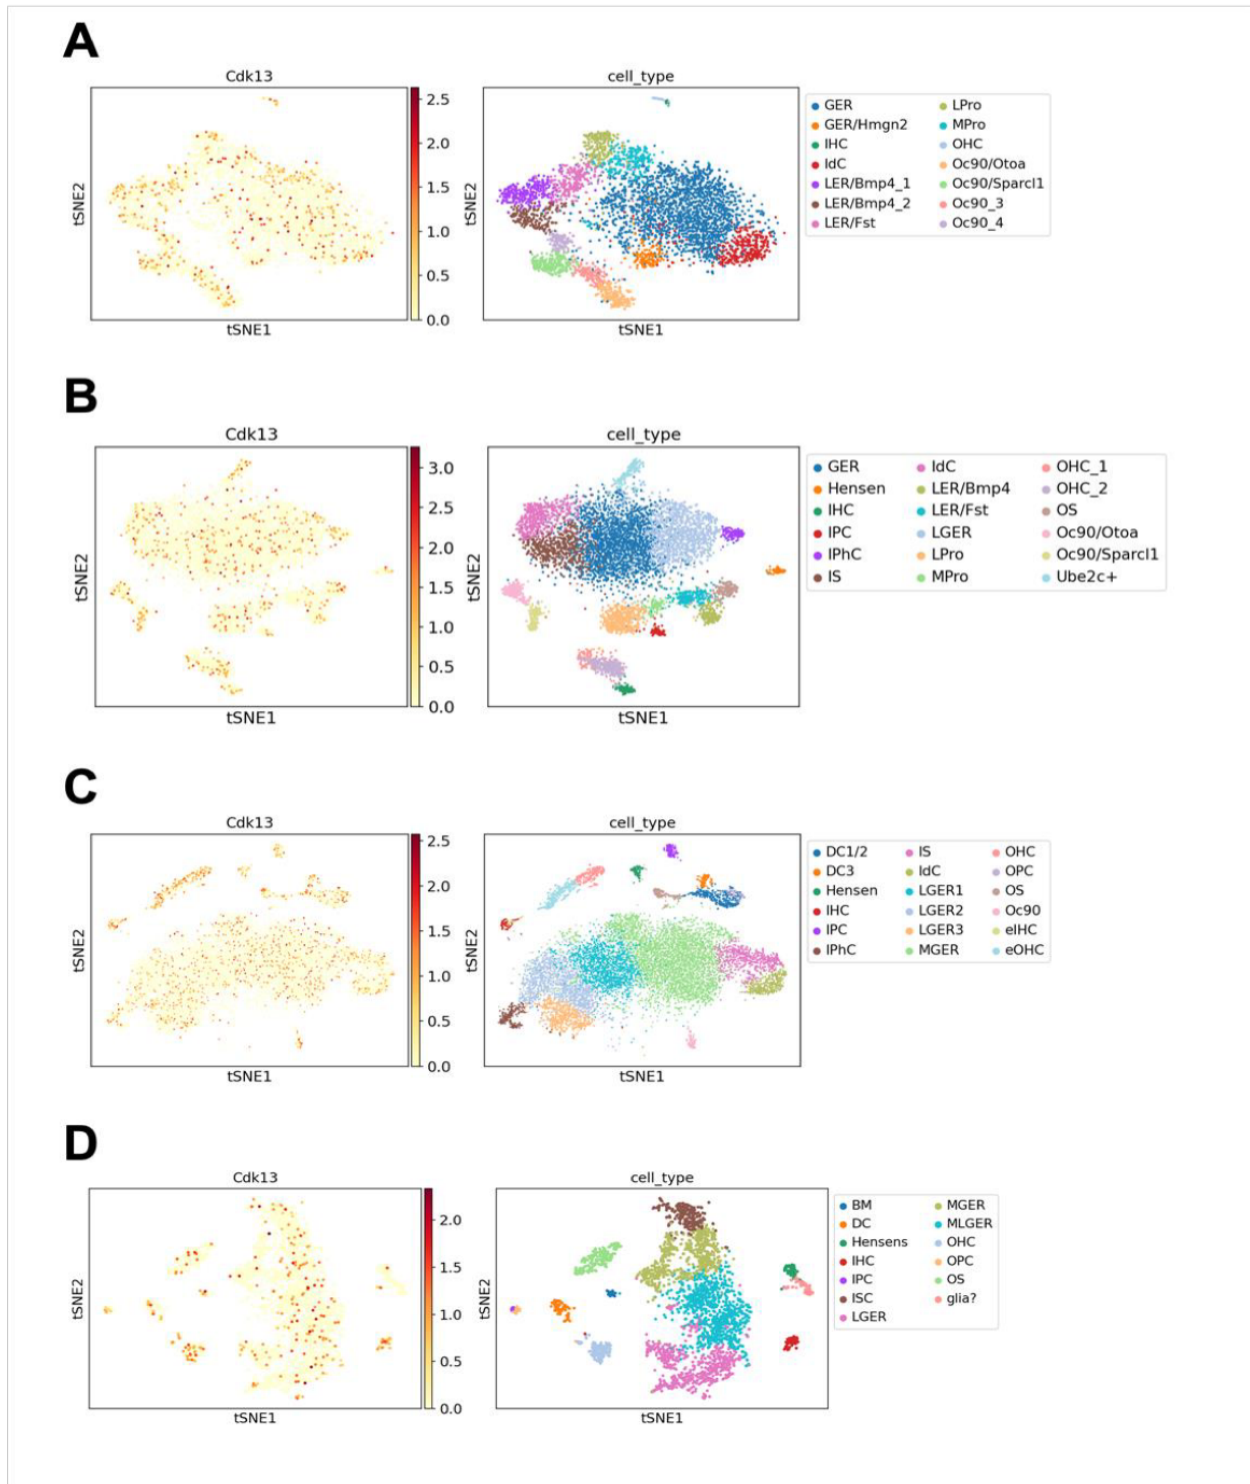 A
Cdk13
cell_type
2.5
2.0
1.5
1.0
0.5
0.0
tSNE2
tSNE1
tSNE2
tSNE1
GER
GER/Hmgn2
IHC
IdC
LER/Bmp4_1
LER/Bmp4_2
LER/Fst
LPro
MPro
OHC
Oc90/Otoa
Oc90/Sparcl1
Oc90_3
Oc90_4
B
Cdk13
cell_type
3.0
2.5
2.0
1.5
1.0
0.5
0.0
tSNE2
tSNE1
tSNE2
tSNE1
GER
Hensen
IHC
IPC
IPhC
IS
IdC
LER/Bmp4
LER/Fst
LGER
LPro
MPro
OHC_1
OHC_2
OS
Oc90/Otoa
Oc90/Sparcl1
Ube2c+
C
Cdk13
cell_type
2.5
2.0
1.5
1.0
0.5
0.0
tSNE2
tSNE1
tSNE2
tSNE1
DC1/2
DC3
Hensen
IHC
IPC
IPhC
IS
IdC
LGER1
LGER2
LGER3
MGER
OHC
OPC
OS
Oc90
eIHC
eOHC
D
Cdk13
cell_type
2.0
1.5
1.0
0.5
0.0
tSNE2
tSNE1
tSNE2
tSNE1
BM
DC
Hensens
IHC
IPC
ISC
LGER
MGER
MLGER
OHC
OPC
OS
glia?